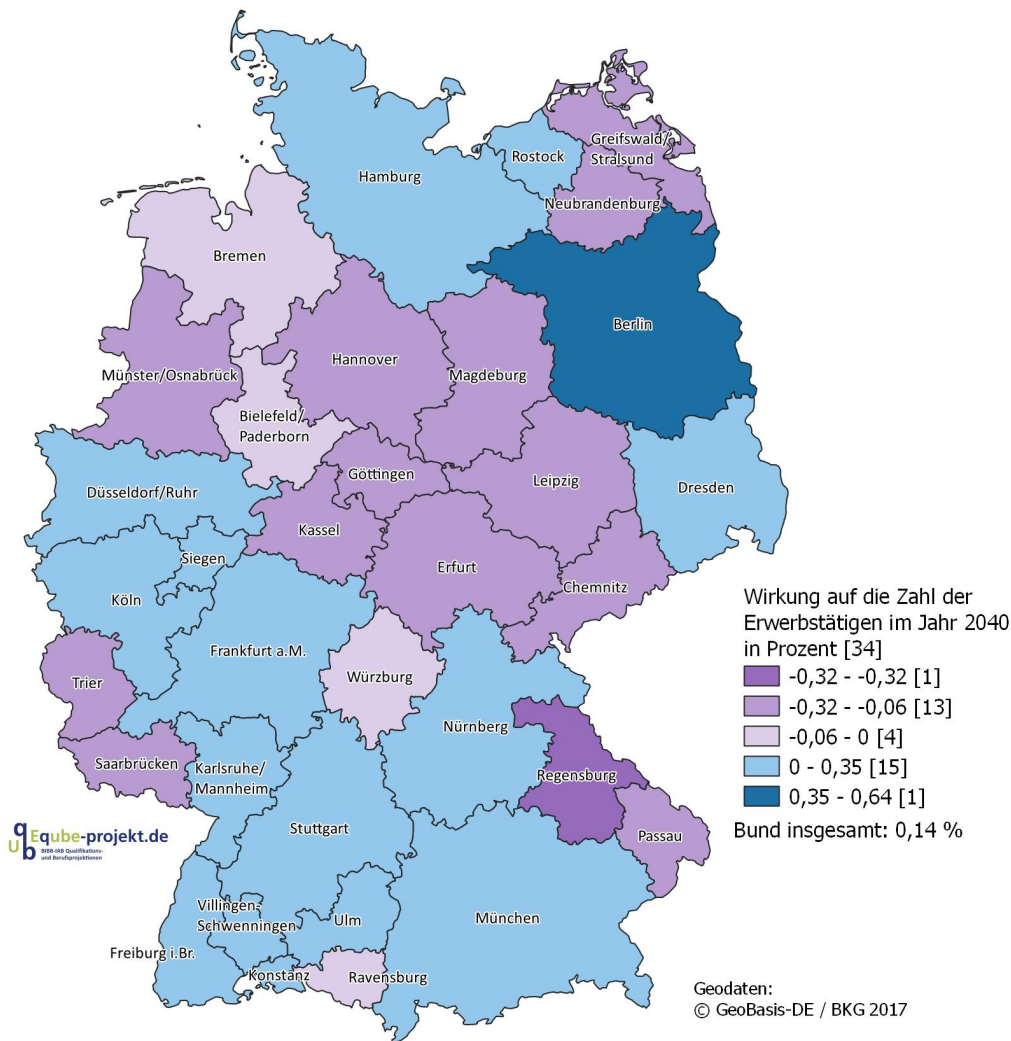 Rostock
Greifswald/
Stralsund
Hamburg
Neubrandenburg
Bremen
Berlin
Hannover
Münster/Osnabrück
Magdeburg
Bielefeld/
Paderborn
Göttingen
Leipzig
Düsseldorf/Ruhr
Dresden
Kassel
Siegen
Erfurt
Chemnitz
Köln
Frankfurt a.M.
Würzburg
Trier
Nürnberg
Saarbrücken
Karlsruhe/
Mannheim
Regensburg
Stuttgart
Passau
Villingen-
Schwenningen
Ulm
München
Freiburg i.Br.
Konstanz
Ravensburg
Wirkung auf die Zahl der
Erwerbstätigen im Jahr 2040
in Prozent [34]
-0,32 - -0,32 [1]
-0,32 - -0,06 [13]
-0,06 - 0 [4]
0 - 0,35 [15]
0,35 - 0,64 [1]
Bund insgesamt: 0,14 %
qub Eqube-projekt.de
BIBB-IAB Qualifikations-
und Berufsprojektionen
Geodaten:
© GeoBasis-DE / BKG 2017